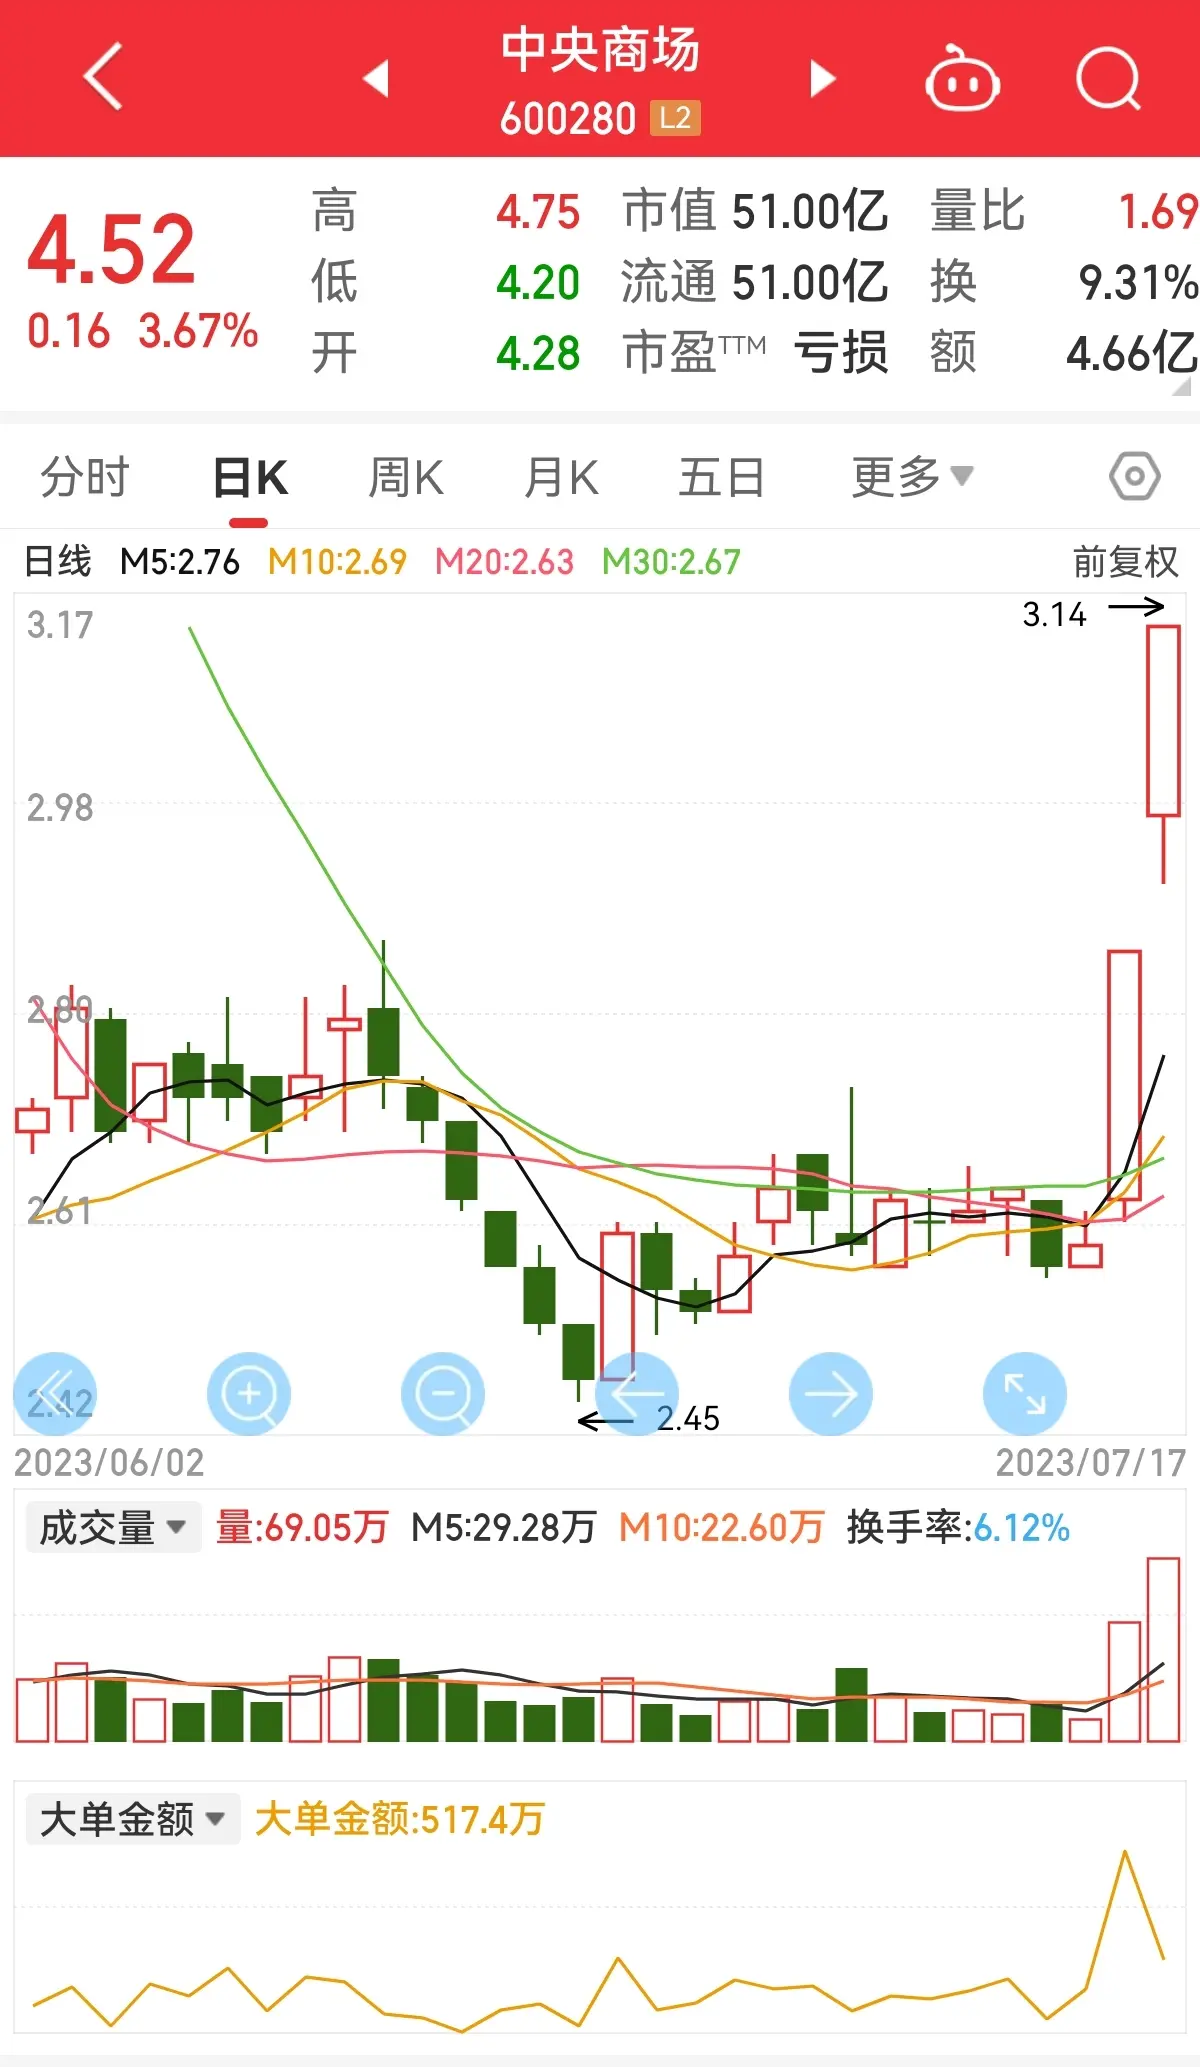 中央商场
600280 L2
4.52
0.16 3.67%
高 4.75 市值 51.00亿 量比 1.69
低 4.20 流通 51.00亿 换 9.31%
开 4.28 市盈TTM 亏损 额 4.66亿
分时 日K 周K 月K 五日 更多
日线 M5:2.76 M10:2.69 M20:2.63 M30:2.67 前复权
3.17
3.14
2.98
2.80
2.61
2.42
2.45
2023/06/02 2023/07/17
成交量 量:69.05万 M5:29.28万 M10:22.60万 换手率:6.12%
大单金额 大单金额:517.4万